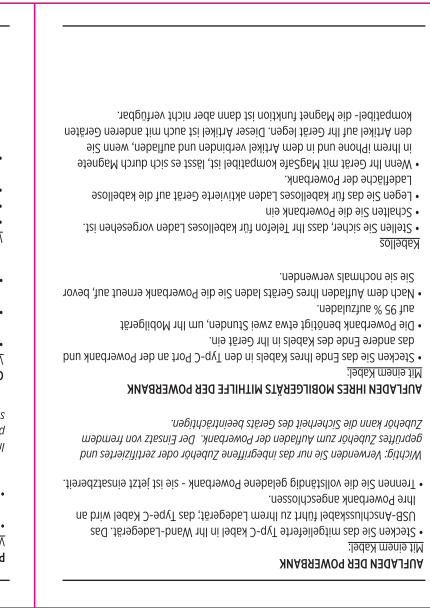 AUFLADEN DER POWERBANK
Mit einem Kabel:
• Stecken Sie das mitgelieferte Typ-C kabel in Ihr Wand-Ladegerät. Das
USB-Anschlusskabel führt zu Ihrem Ladegerät; das Type-C Kabel wird an
Ihre Powerbank angeschlossen.
• Trennen Sie die vollständig geladene Powerbank - sie ist jetzt einsatzbereit.
Wichtig: Verwenden Sie nur das inbegriffene Zubehör oder zertifiziertes und
geprüftes Zubehör zum Aufladen der Powerbank. Der Einsatz von fremdem
Zubehör kann die Sicherheit des Geräts beeinträchtigen.
AUFLADEN IHRES MOBILGERÄTS MITHILFE DER POWERBANK
Mit einem Kabel:
• Stecken Sie das Ende Ihres Kabels in den Typ-C Port an der Powerbank und
das andere Ende des Kabels in Ihr Gerät ein.
• Die Powerbank benötigt etwa zwei Stunden, um Ihr Mobilgerät
auf 95 % aufzuladen.
• Nach dem Aufladen Ihres Geräts laden Sie die Powerbank erneut auf, bevor
Sie sie nochmals verwenden.
Kabellos
• Stellen Sie sicher, dass Ihr Telefon für kabelloses Laden vorgesehen ist.
• Schalten Sie die Powerbank ein
• Legen Sie das für kabelloses Laden aktivierte Gerät auf die kabellose
Ladefläche der Powerbank.
• Wenn Ihr Gerät mit MagSafe kompatibel ist, lässt es sich durch Magnete
in Ihrem iPhone und in dem Artikel verbinden und aufladen, wenn Sie
den Artikel auf Ihr Gerät legen. Dieser Artikel ist auch mit anderen Geräten
kompatibel- die Magnet funktion ist dann aber nicht verfügbar.